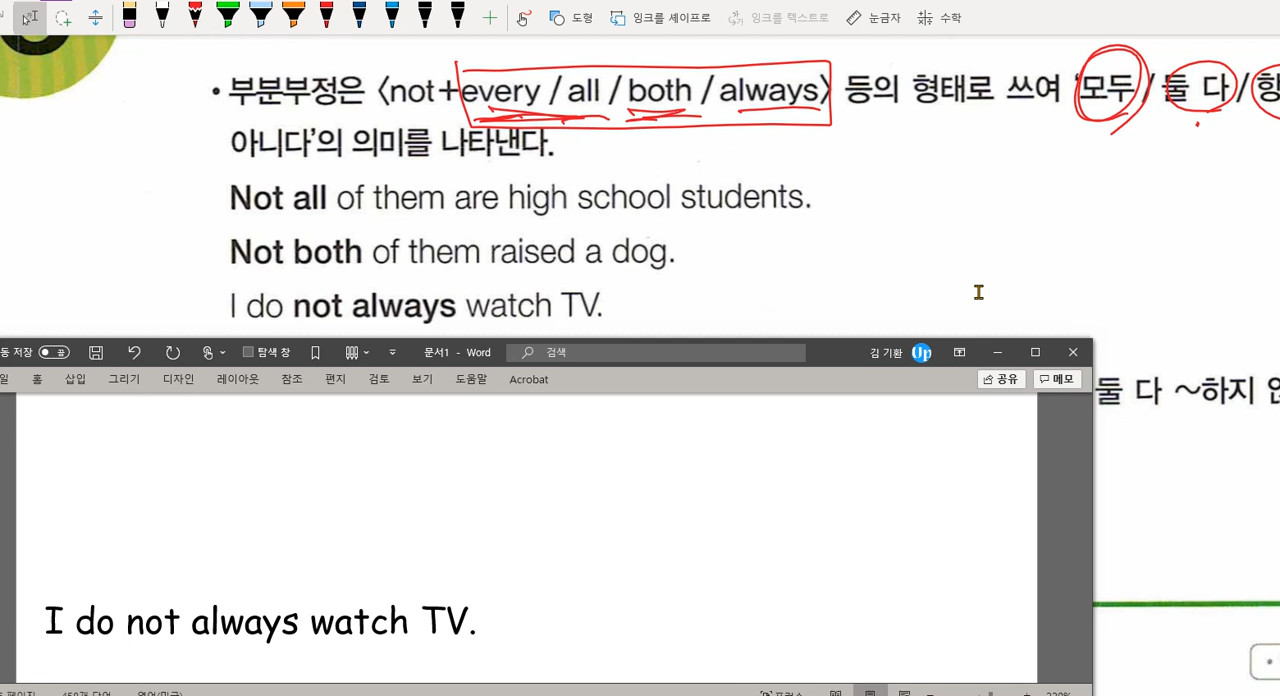 도형
잉크를 셰이프로
잉크를 텍스트로
눈금자
수학
• 부분부정은 〈not+every / all / both / always〉 등의 형태로 쓰여 '모두 / 둘 다 / 항
아니다'의 의미를 나타낸다.
Not all of them are high school students.
Not both of them raised a dog.
I do not always watch TV.
동 저장
탐색 창
문서1 - Word
검색
김 기환
Up
홈
삽입
그리기
디자인
레이아웃
참조
편지
검토
보기
도움말
Acrobat
공유
메모
둘 다 ~하지 않
I do not always watch TV.